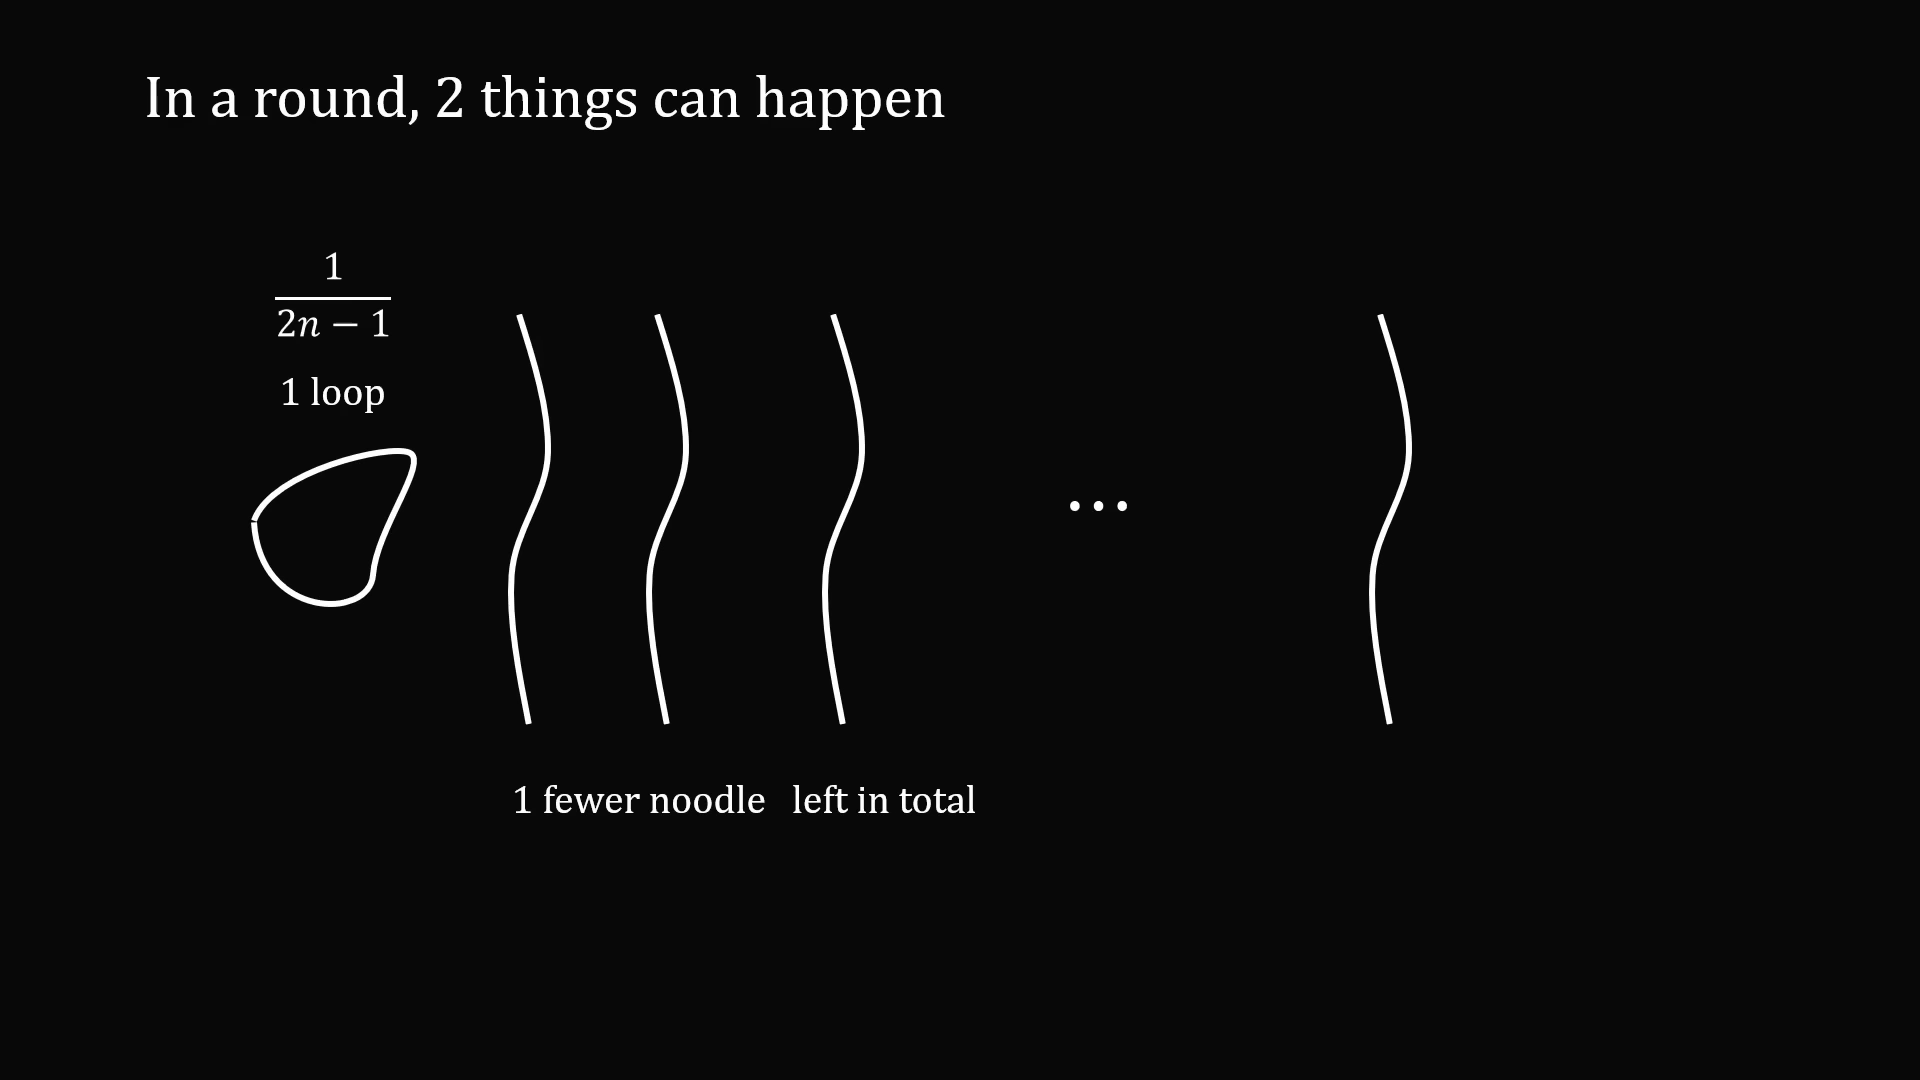 In a round, 2 things can happen
1
2n − 1
1 loop
...
1 fewer noodle left in total